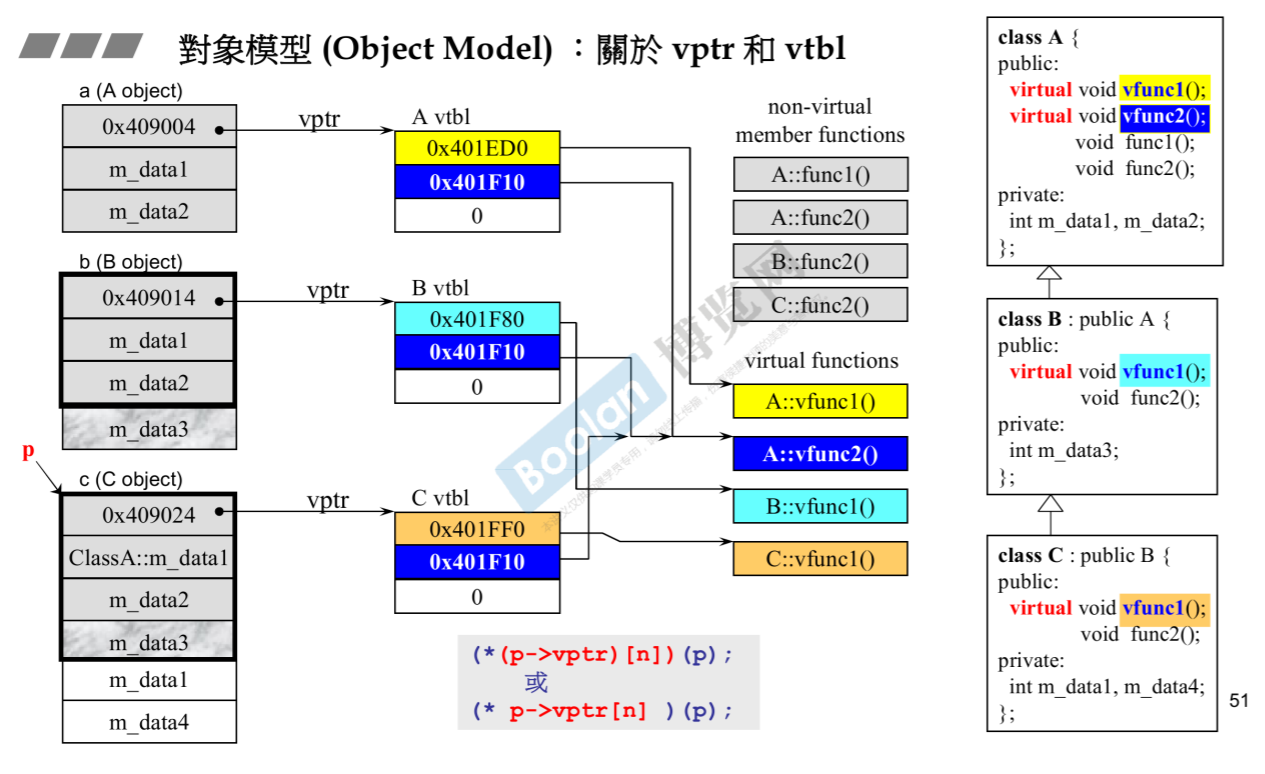 對象模型 (Object Model) ：關於 vptr 和 vtbl
a (A object)
0x409004
m_data1
m_data2
vptr
A vtbl
0x401ED0
0x401F10
0
b (B object)
0x409014
m_data1
m_data2
m_data3
vptr
B vtbl
0x401F80
0x401F10
0
p
c (C object)
0x409024
ClassA::m_data1
m_data2
m_data3
m_data1
m_data4
vptr
C vtbl
0x401FF0
0x401F10
0
(*(p->vptr)[n])(p);
或
(* p->vptr[n] )(p);
non-virtual
member functions
A::func1()
A::func2()
B::func2()
C::func2()
virtual functions
A::vfunc1()
A::vfunc2()
B::vfunc1()
C::vfunc1()
Boolan 博览网
class A {
public:
virtual void vfunc1();
virtual void vfunc2();
void func1();
void func2();
private:
int m_data1, m_data2;
};
class B : public A {
public:
virtual void vfunc1();
void func2();
private:
int m_data3;
};
class C : public B {
public:
virtual void vfunc1();
void func2();
private:
int m_data1, m_data4;
};
51